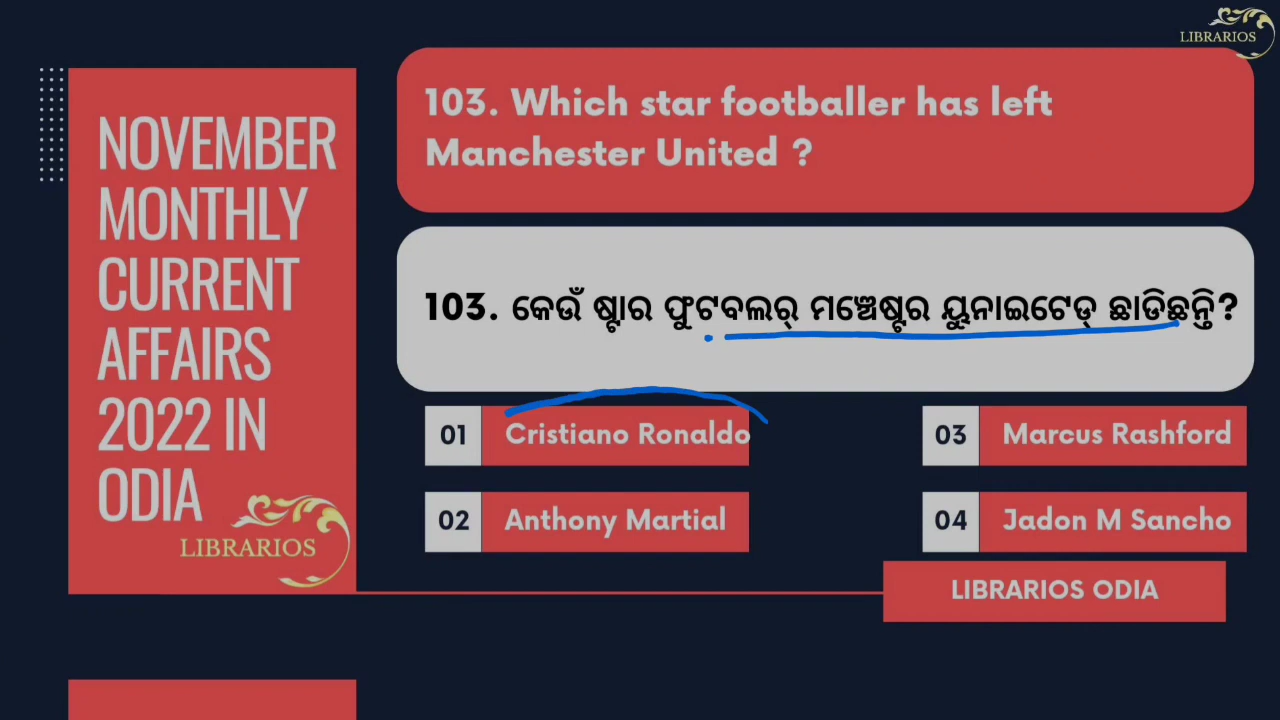 LIBRARIOS
NOVEMBER
MONTHLY
CURRENT
AFFAIRS
2022 IN
ODIA
LIBRARIOS
103. Which star footballer has left
Manchester United ?
103. କେଉଁ ଷ୍ଟାର ଫୁଟବଲର୍ ମଞ୍ଚେଷ୍ଟର ୟୁନାଇଟେଡ୍ ଛାଡିଛନ୍ତି?
01 Cristiano Ronaldo
02 Anthony Martial
03 Marcus Rashford
04 Jadon M Sancho
LIBRARIOS ODIA